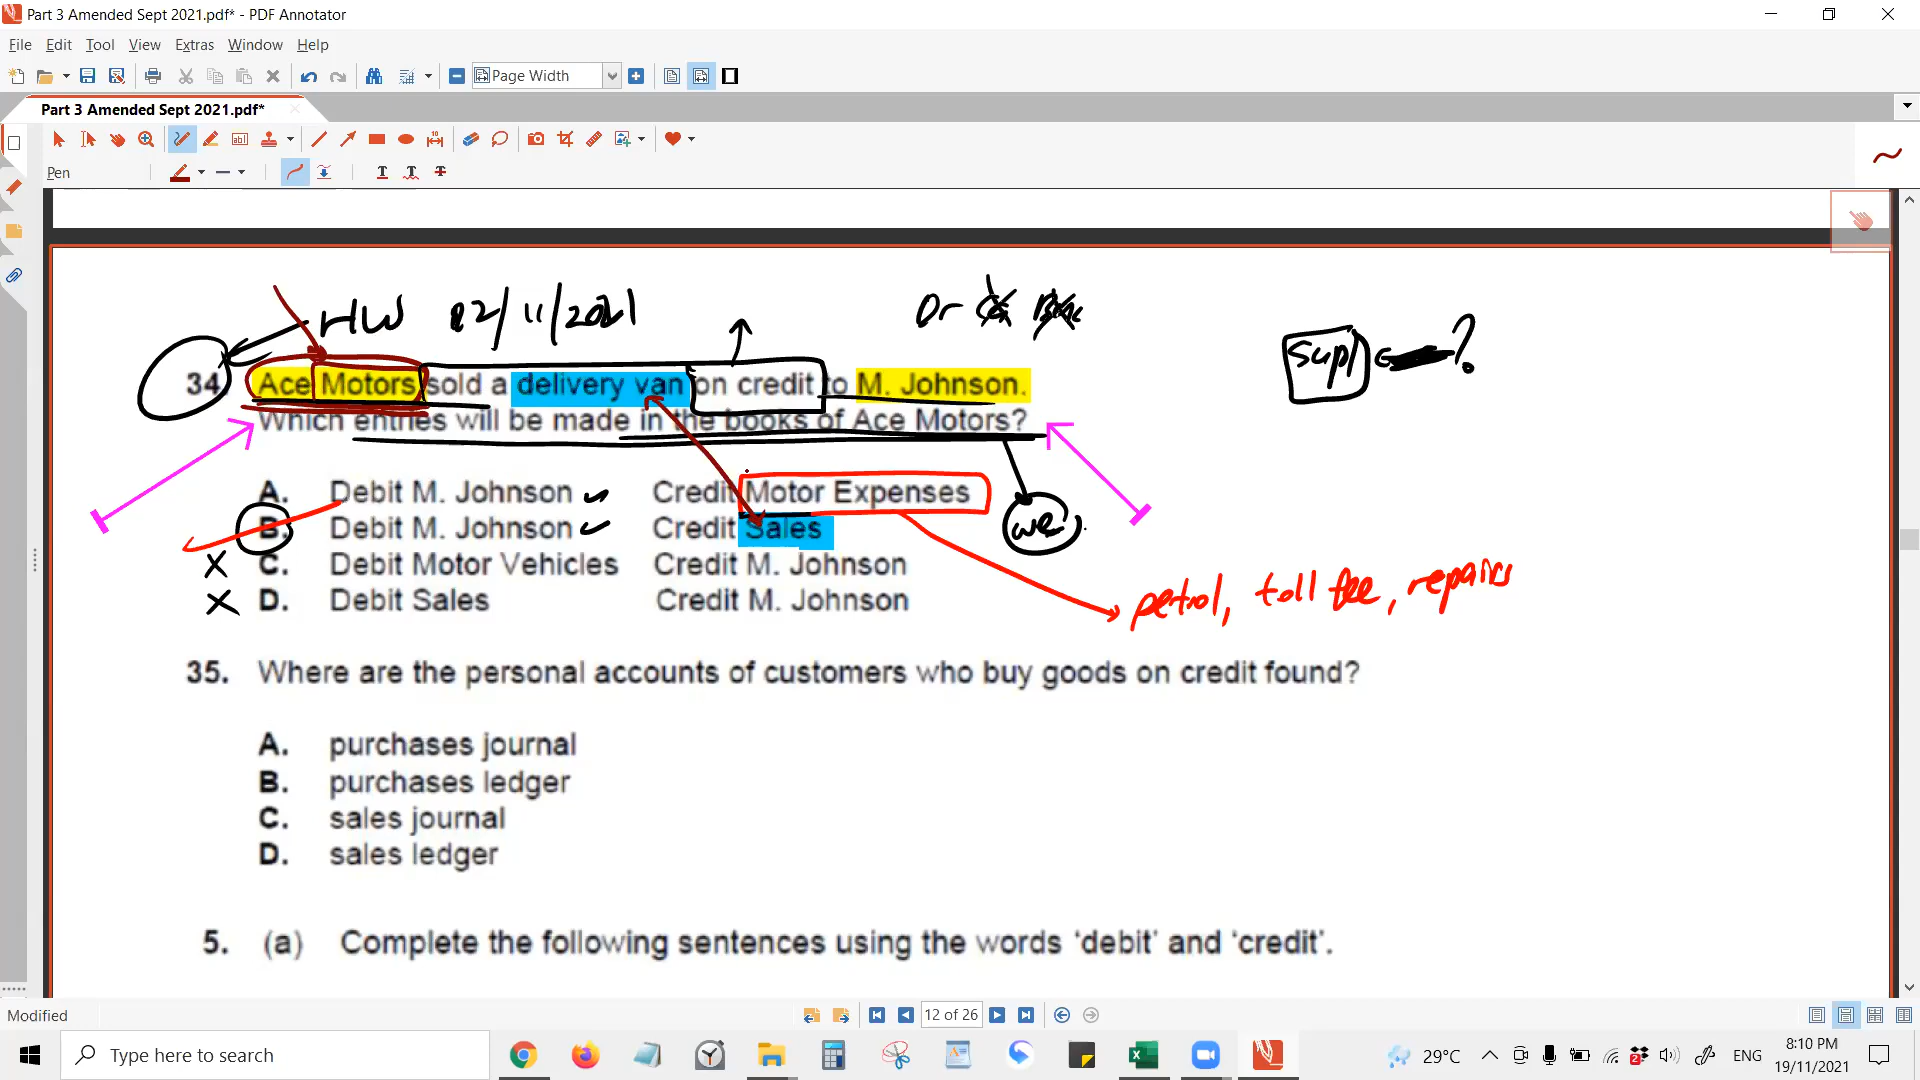 Part 3 Amended Sept 2021.pdf* - PDF Annotator
File Edit Tool View Extras Window Help
Page Width
Part 3 Amended Sept 2021.pdf*
Pen
HW 02/11/2021 Dr
34. Ace Motors sold a delivery van on credit to M. Johnson.
supl ?
Which entries will be made in the books of Ace Motors?
A. Debit M. Johnson Credit Motor Expenses
B. Debit M. Johnson Credit Sales
we
C. Debit Motor Vehicles Credit M. Johnson
D. Debit Sales Credit M. Johnson
petrol, toll fee, repairs
35. Where are the personal accounts of customers who buy goods on credit found?
A. purchases journal
B. purchases ledger
C. sales journal
D. sales ledger
5. (a) Complete the following sentences using the words ‘debit’ and ‘credit’.
Modified
12 of 26
Type here to search
29°C
ENG
8:10 PM
19/11/2021